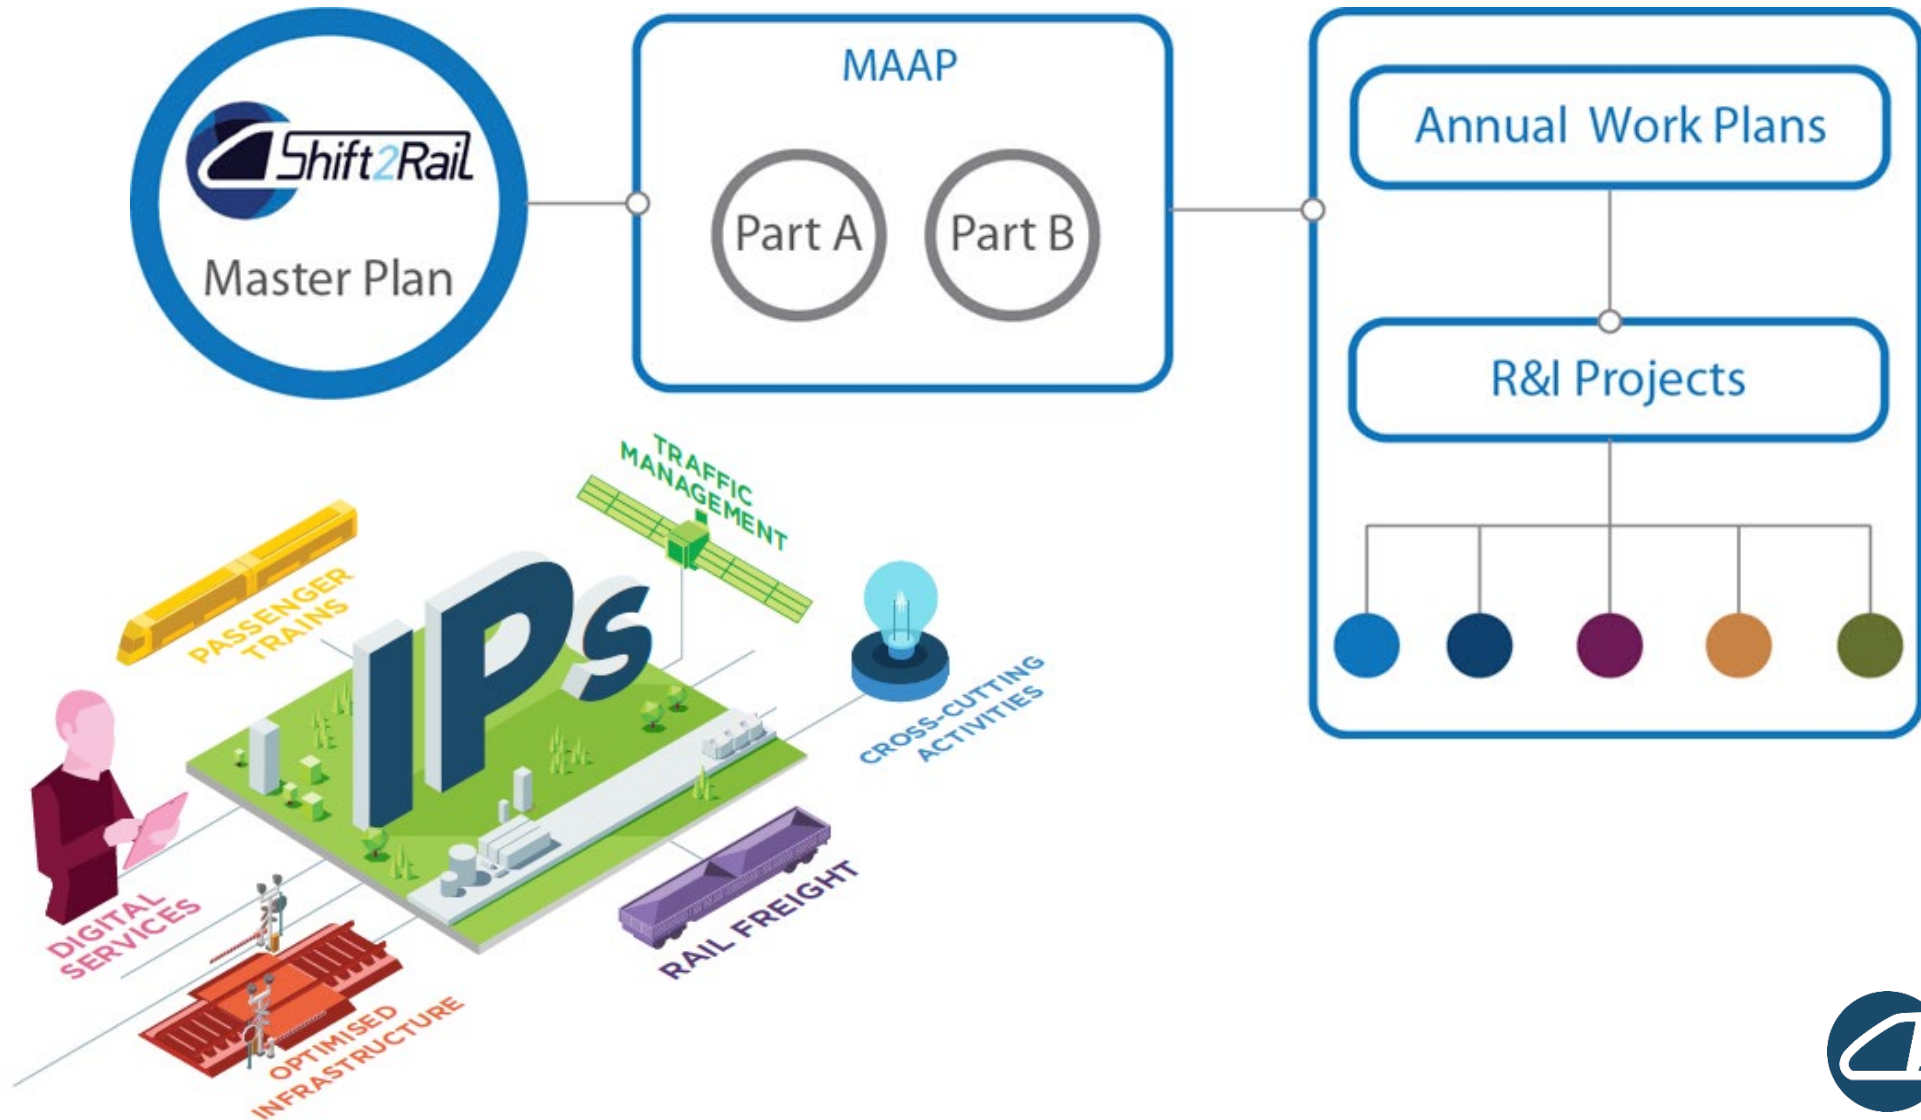 Shift2Rail
Master Plan
MAAP
Part A
Part B
Annual Work Plans
R&I Projects
TRAFFIC
MANAGEMENT
PASSENGER
TRAINS
IPs
CROSS-CUTTING
ACTIVITIES
DIGITAL
SERVICES
RAIL FREIGHT
OPTIMISED
INFRASTRUCTURE